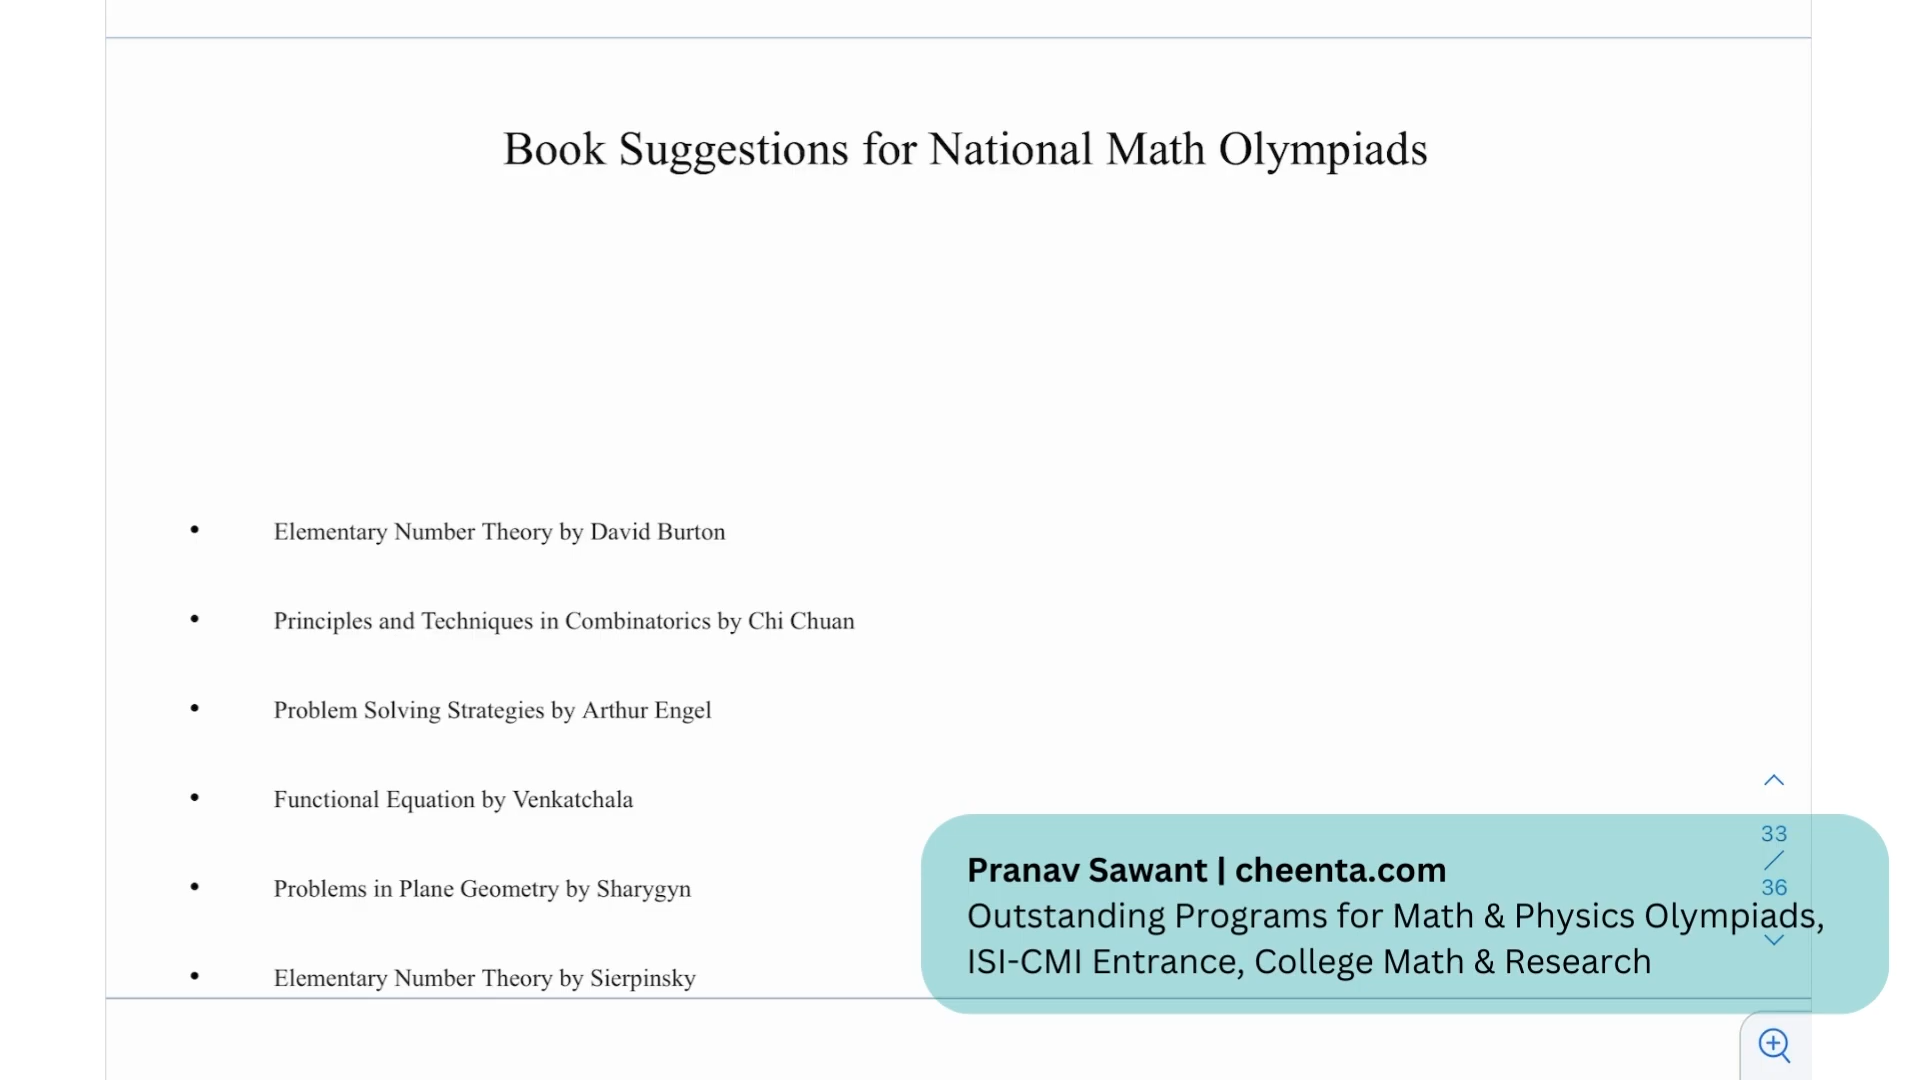 Book Suggestions for National Math Olympiads
• Elementary Number Theory by David Burton
• Principles and Techniques in Combinatorics by Chi Chuan
• Problem Solving Strategies by Arthur Engel
• Functional Equation by Venkatchala
• Problems in Plane Geometry by Sharygyn
• Elementary Number Theory by Sierpinsky
33
/
36
Pranav Sawant | cheenta.com
Outstanding Programs for Math & Physics Olympiads,
ISI-CMI Entrance, College Math & Research